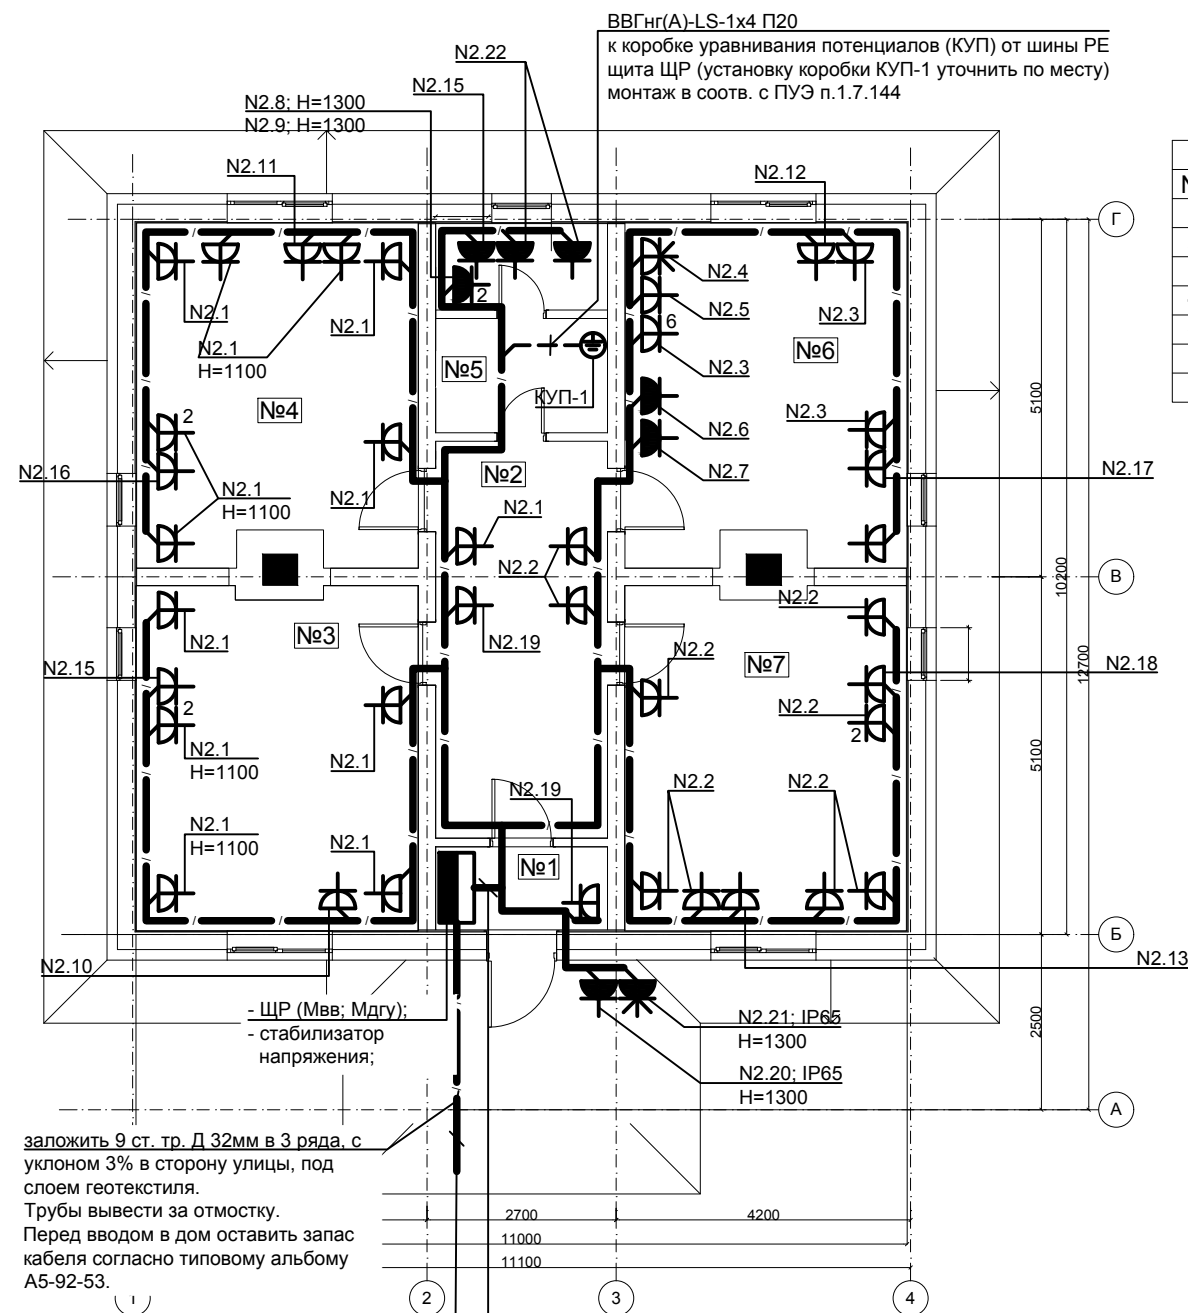 ВВГнг(А)-LS-1х4 П20
к коробке уравнивания потенциалов (КУП) от шины РЕ
щита ЩР (установку коробки КУП-1 уточнить по месту)
монтаж в соотв. с ПУЭ п.1.7.144
N2.22
N2.15
N2.8; Н=1300
N2.9; Н=1300
N2.11
N2.12
Г
N2.1
N2.1
N2.1
Н=1100
2
N2.4
N2.5
N2.3
6
N2.3
№6
№5
КУП-1
№4
5100
2
N2.3
N2.6
N2.7
N2.16
N2.1
Н=1100
N2.1
№2
N2.17
N2.1
N2.2
В
10200
N2.1
№3
N2.19
N2.2
N2.2
№7
N2.15
N2.18
12700
2
N2.1
Н=1100
N2.1
N2.2
2
5100
N2.19
N2.2
N2.2
N2.1
Н=1100
N2.1
№1
Б
N2.10
N2.13
- ЩР (Мвв; Мдгу);
- стабилизатор
напряжения;
N2.21; IP65
Н=1300
N2.20; IP65
Н=1300
2500
А
заложить 9 ст. тр. Д 32мм в 3 ряда, с
уклоном 3% в сторону улицы, под
слоем геотекстиля.
Трубы вывести за отмостку.
Перед вводом в дом оставить запас
кабеля согласно типовому альбому
А5-92-53.
2700
4200
11000
11100
1
2
3
4